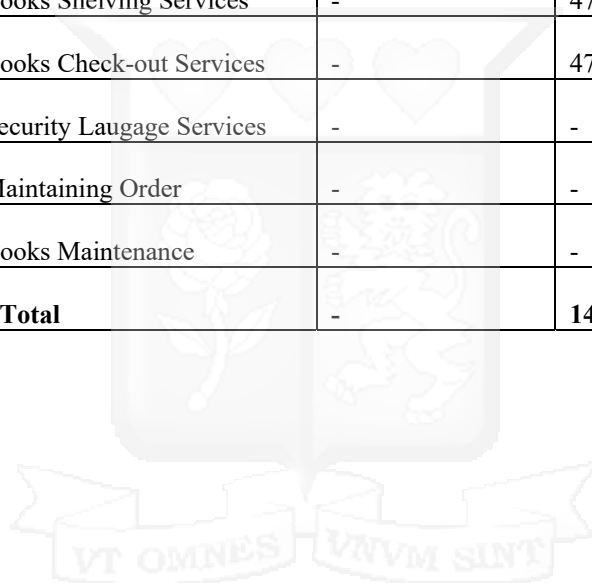 ooks Shelving Services - 47
ooks Check-out Services - 47
ecurity Laugage Services - -
Maintaining Order - -
ooks Maintenance - -
Total - 14
VT OMNES VNVM SINT